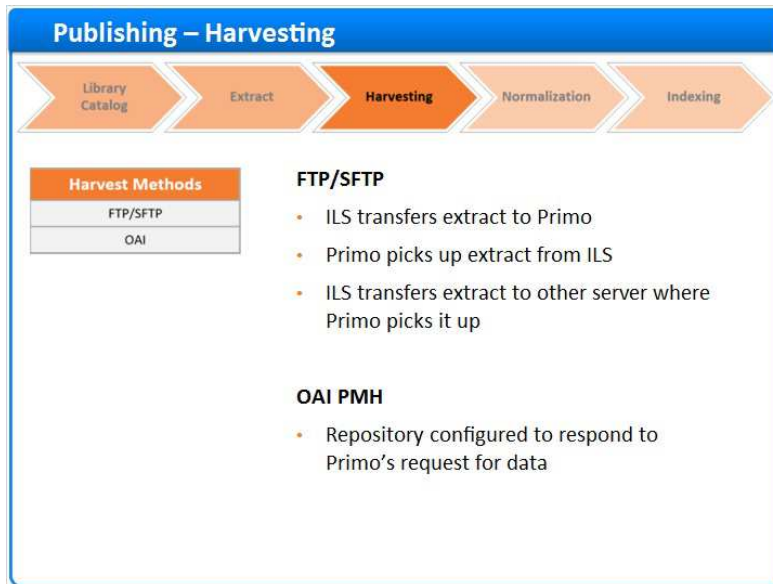 Publishing – Harvesting
Library
Catalog
Extract
Harvesting
Normalization
Indexing
Harvest Methods
FTP/SFTP
OAI
FTP/SFTP
• ILS transfers extract to Primo
• Primo picks up extract from ILS
• ILS transfers extract to other server where
Primo picks it up
OAI PMH
• Repository configured to respond to
Primo's request for data